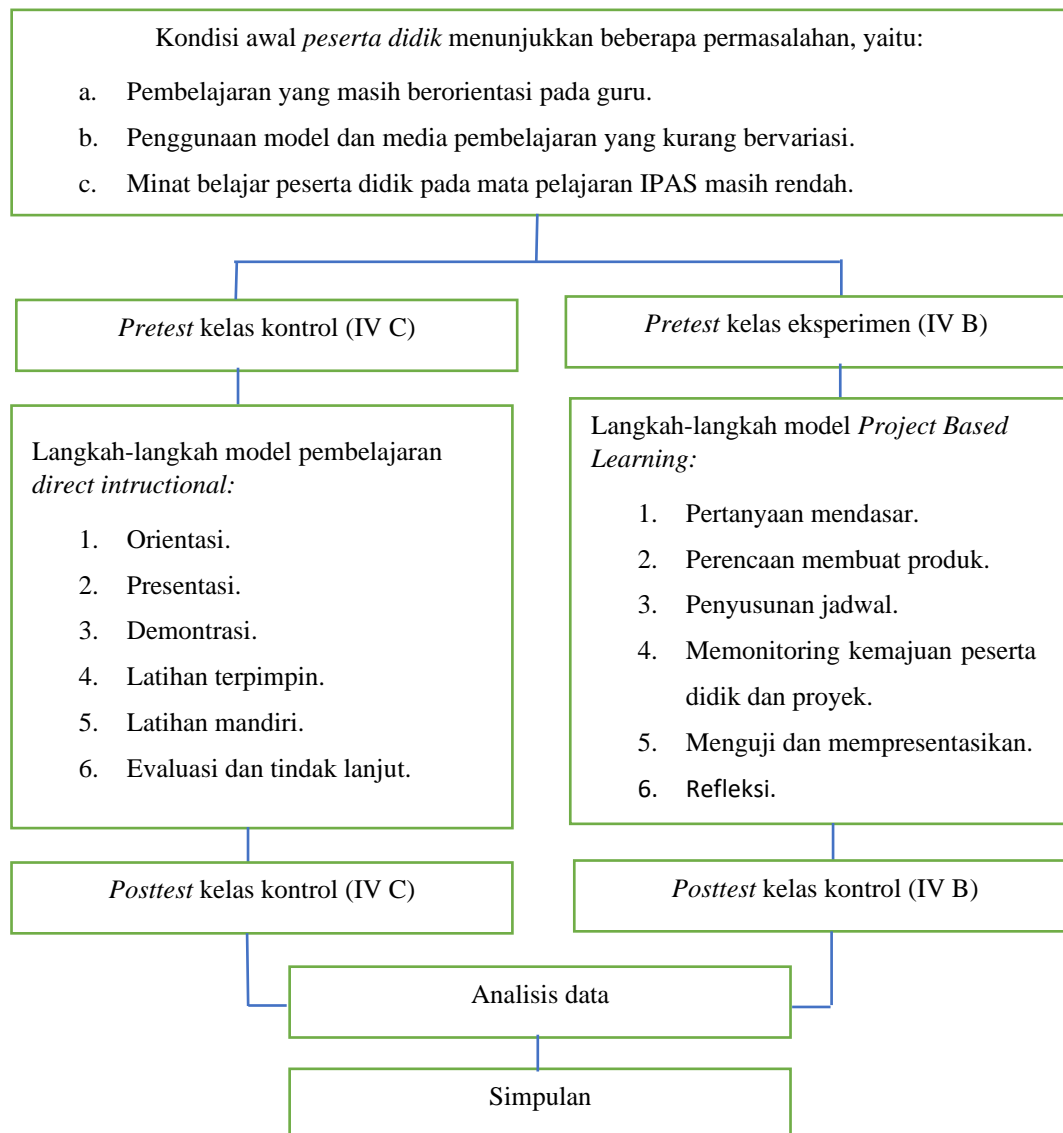 Kondisi awal peserta didik menunjukkan beberapa permasalahan, yaitu:
a. Pembelajaran yang masih berorientasi pada guru.
b. Penggunaan model dan media pembelajaran yang kurang bervariasi.
c. Minat belajar peserta didik pada mata pelajaran IPAS masih rendah.
Pretest kelas kontrol (IV C)
Pretest kelas eksperimen (IV B)
Langkah-langkah model pembelajaran
direct intructional:
1. Orientasi.
2. Presentasi.
3. Demontrasi.
4. Latihan terpimpin.
5. Latihan mandiri.
6. Evaluasi dan tindak lanjut.
Langkah-langkah model Project Based
Learning:
1. Pertanyaan mendasar.
2. Perencaan membuat produk.
3. Penyusunan jadwal.
4. Memonitoring kemajuan peserta
didik dan proyek.
5. Menguji dan mempresentasikan.
6. Refleksi.
Posttest kelas kontrol (IV C)
Posttest kelas kontrol (IV B)
Analisis data
Simpulan